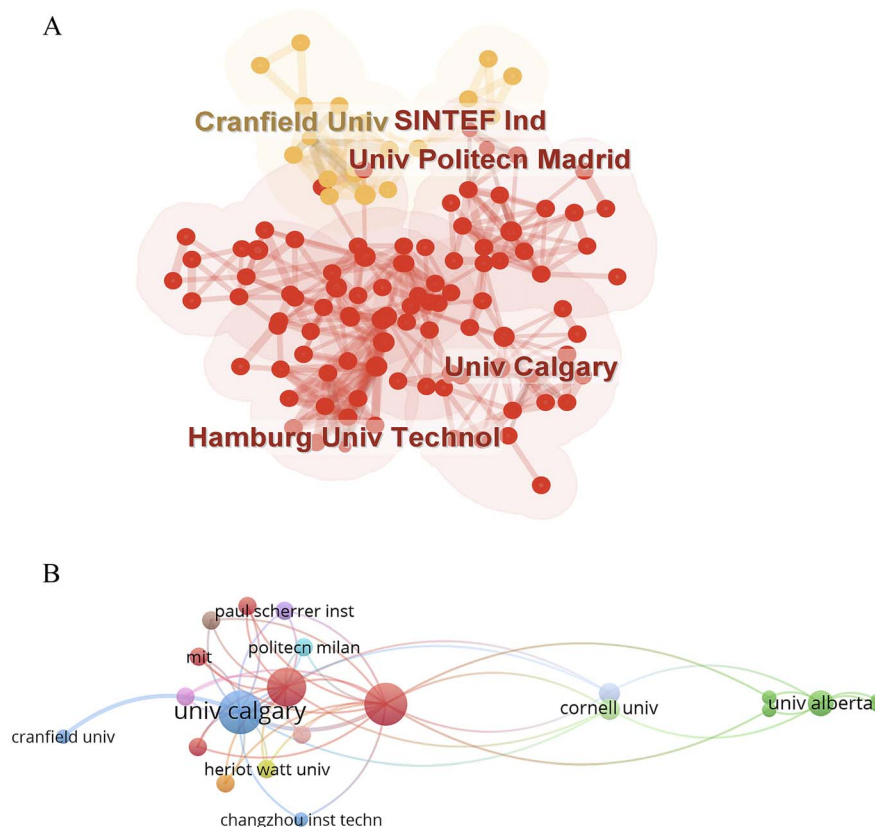 A
Cranfield Univ
SINTEF Ind
Univ Politecn Madrid
Univ Calgary
Hamburg Univ Technol
B
paul scherrer inst
mit
politecn milan
univ calgary
cranfield univ
cornell univ
univ alberta
heriot watt univ
changzhou inst techn